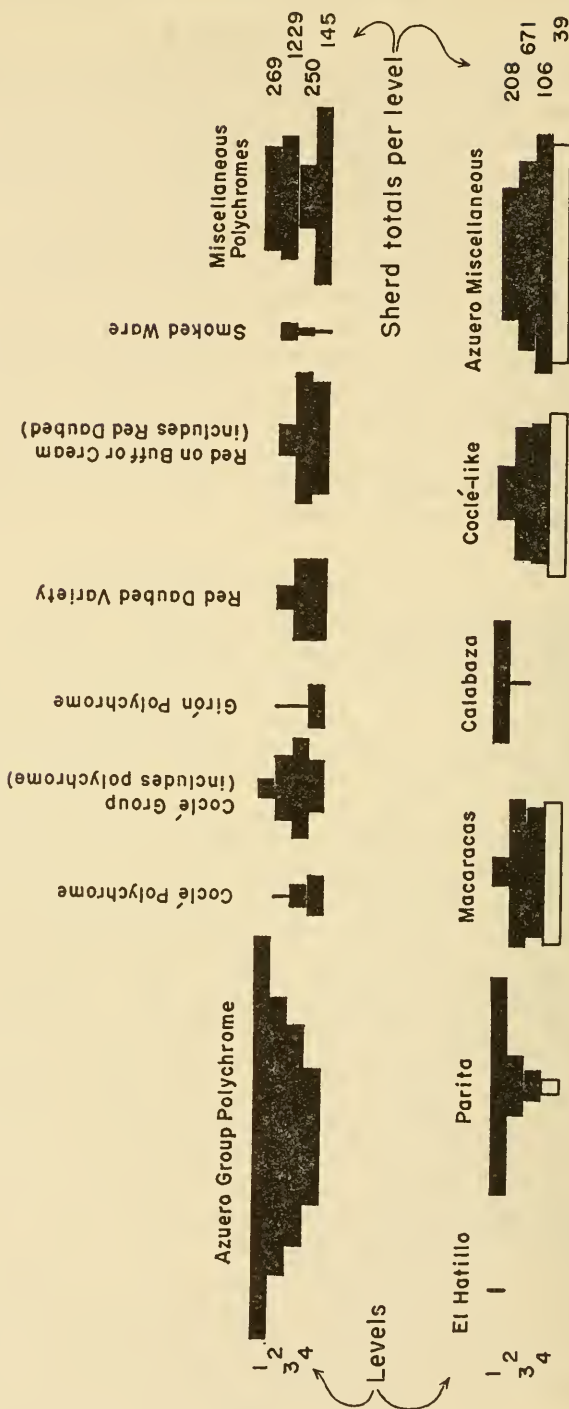 1
2
3
4
Levels
Azuero Group Polychrome
Coclé Polychrome
Coclé Group
(includes polychrome)
Girón Polychrome
Red Daubed Variety
Red on Buff or Cream
(includes Red Daubed)
Smoked Ware
Miscellaneous
Polychromes
269
1229
250
145
Sherd totals per level
1
2
3
4
El Hatillo
Parita
Macaracas
Calabaza
Coclé-like
Azuero Miscellaneous
208
671
106
39